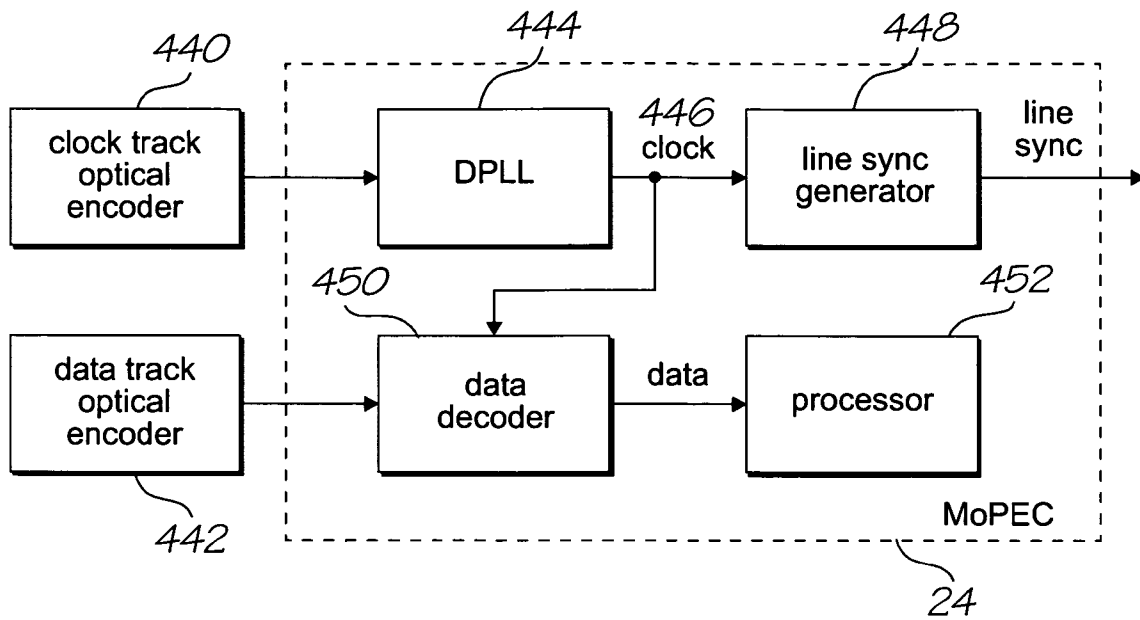 440
444
448
clock track
optical
encoder
DPLL
446
clock
line sync
generator
line
sync
450
452
data track
optical
encoder
data
decoder
data
processor
442
MoPEC
24